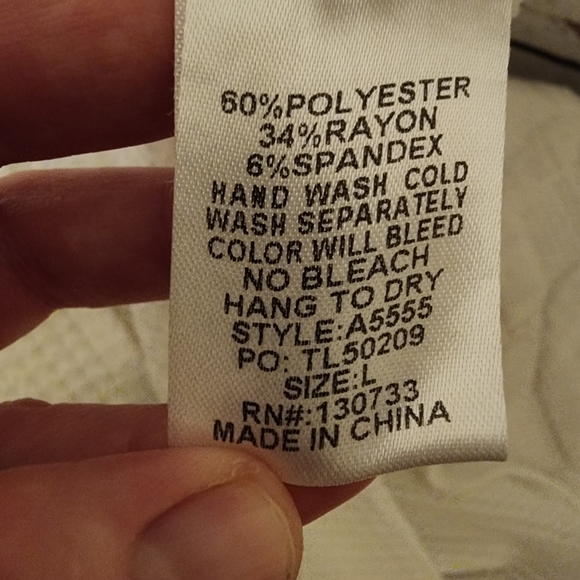 60%POLYESTER
34%RAYON
6%SPANDEX
HAND WASH COLD
WASH SEPARATELY
COLOR WILL BLEED
NO BLEACH
HANG TO DRY
STYLE:A5555
PO: TL50209
SIZE:L
RN#:130733
MADE IN CHINA